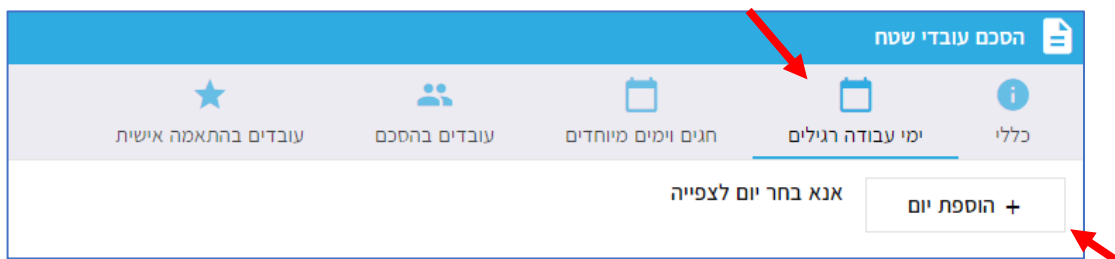 הסכם עובדי שטח
כללי
ימי עבודה רגילים
חגים וימים מיוחדים
עובדים בהסכם
עובדים בהתאמה אישית
+ הוספת יום
אנא בחר יום לצפייה